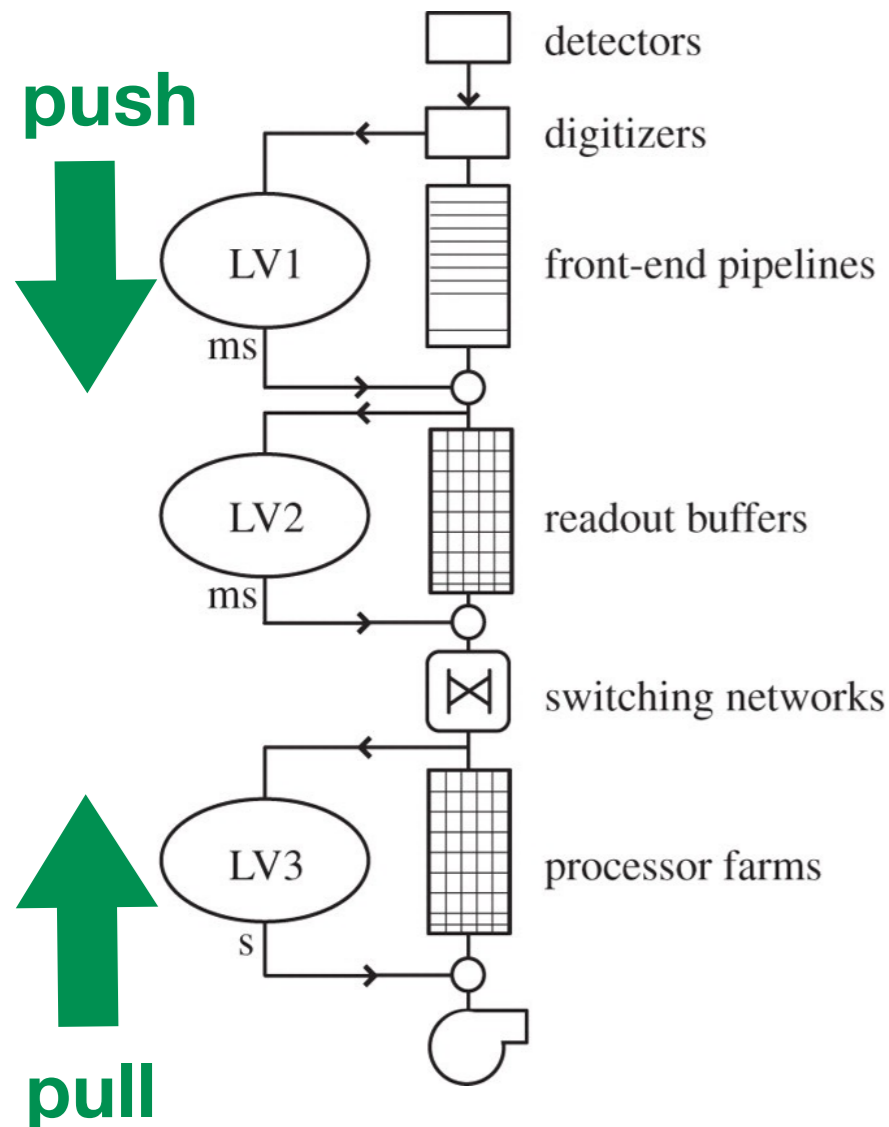 detectors
push
digitizers
LV1
front-end pipelines
ms
LV2
readout buffers
ms
switching networks
LV3
processor farms
s
pull